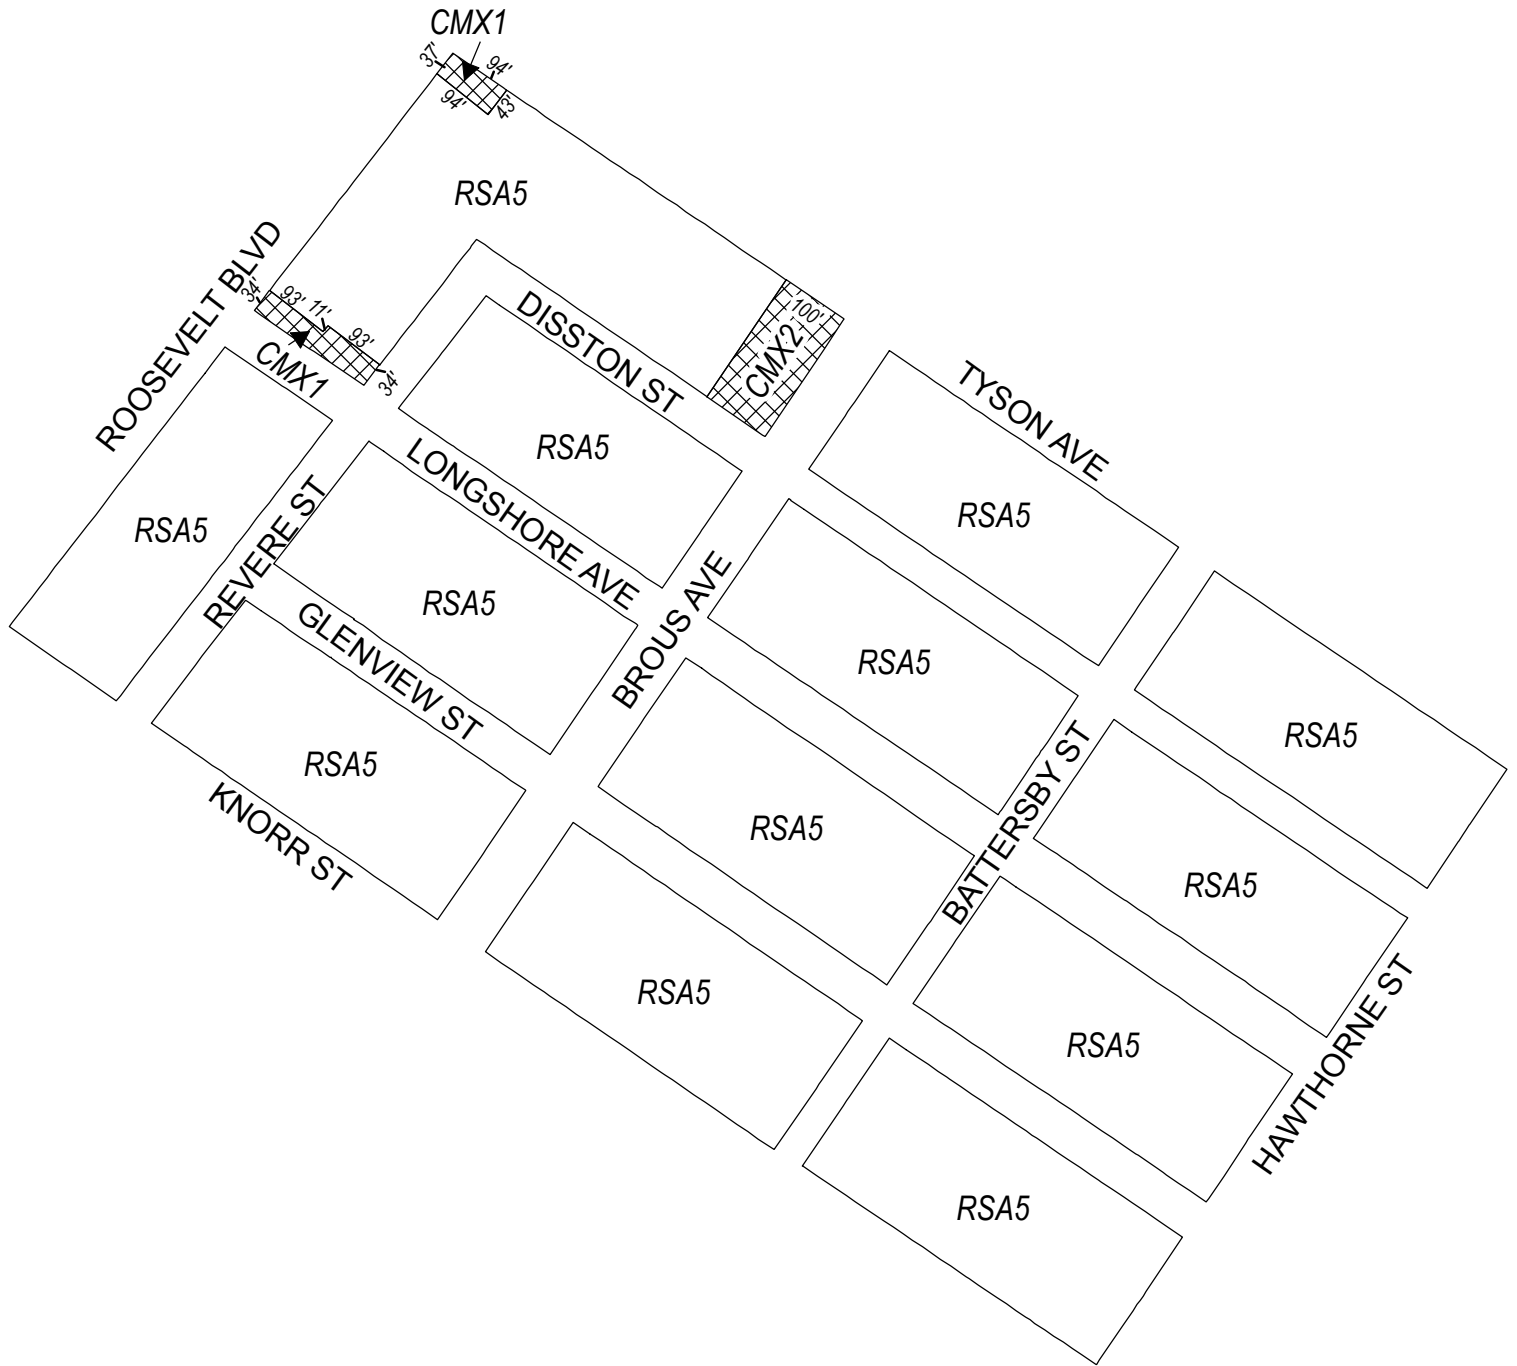 CMX1
37'
94'
94'
43'
RSA5
ROOSEVELT BLVD
34'
93'
11'
93'
34'
CMX1
DISSTON ST
100'
CMX2
TYSON AVE
RSA5
RSA5
LONGSHORE AVE
RSA5
REVERE ST
RSA5
GLENVIEW ST
BROUS AVE
RSA5
RSA5
RSA5
KNORR ST
RSA5
BATTERSBY ST
RSA5
RSA5
RSA5
HAWTHORNE ST
RSA5
RSA5